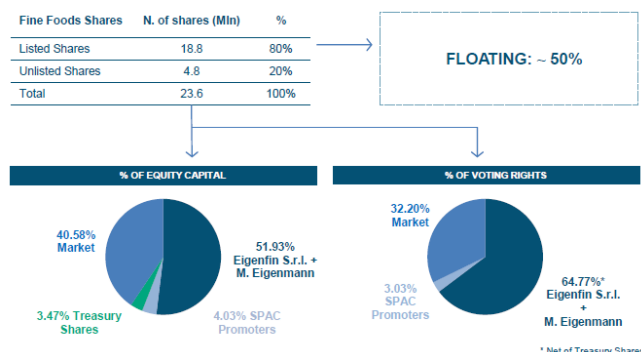 Fine Foods Shares N. of shares (Mln) %
Listed Shares 18.8 80%
Unlisted Shares 4.8 20%
Total 23.6 100%
FLOATING: ~ 50%
% OF EQUITY CAPITAL
40.58%
Market
51.93%
Eigenfin S.r.l. +
M. Eigenmann
3.47% Treasury
Shares
4.03% SPAC
Promoters
% OF VOTING RIGHTS
32.20%
Market
3.03%
SPAC
Promoters
64.77%*
Eigenfin S.r.l.
+
M. Eigenmann
* Net of Treasury Shares